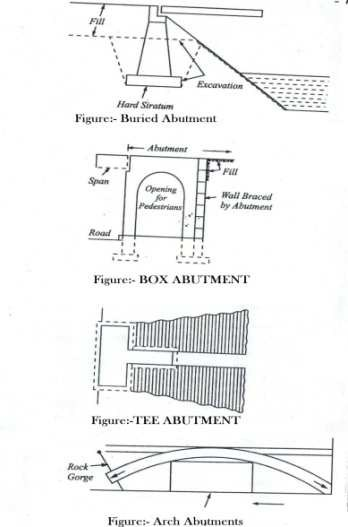 Fill
Excavation
Hard Stratum
Figure:- Buried Abutment
Abutment
Span
Fill
Opening
for
Pedestrians
Wall Braced
by Abutment
Road
Figure:- BOX ABUTMENT
Figure:-TEE ABUTMENT
Rock
Gorge
Figure:- Arch Abutments